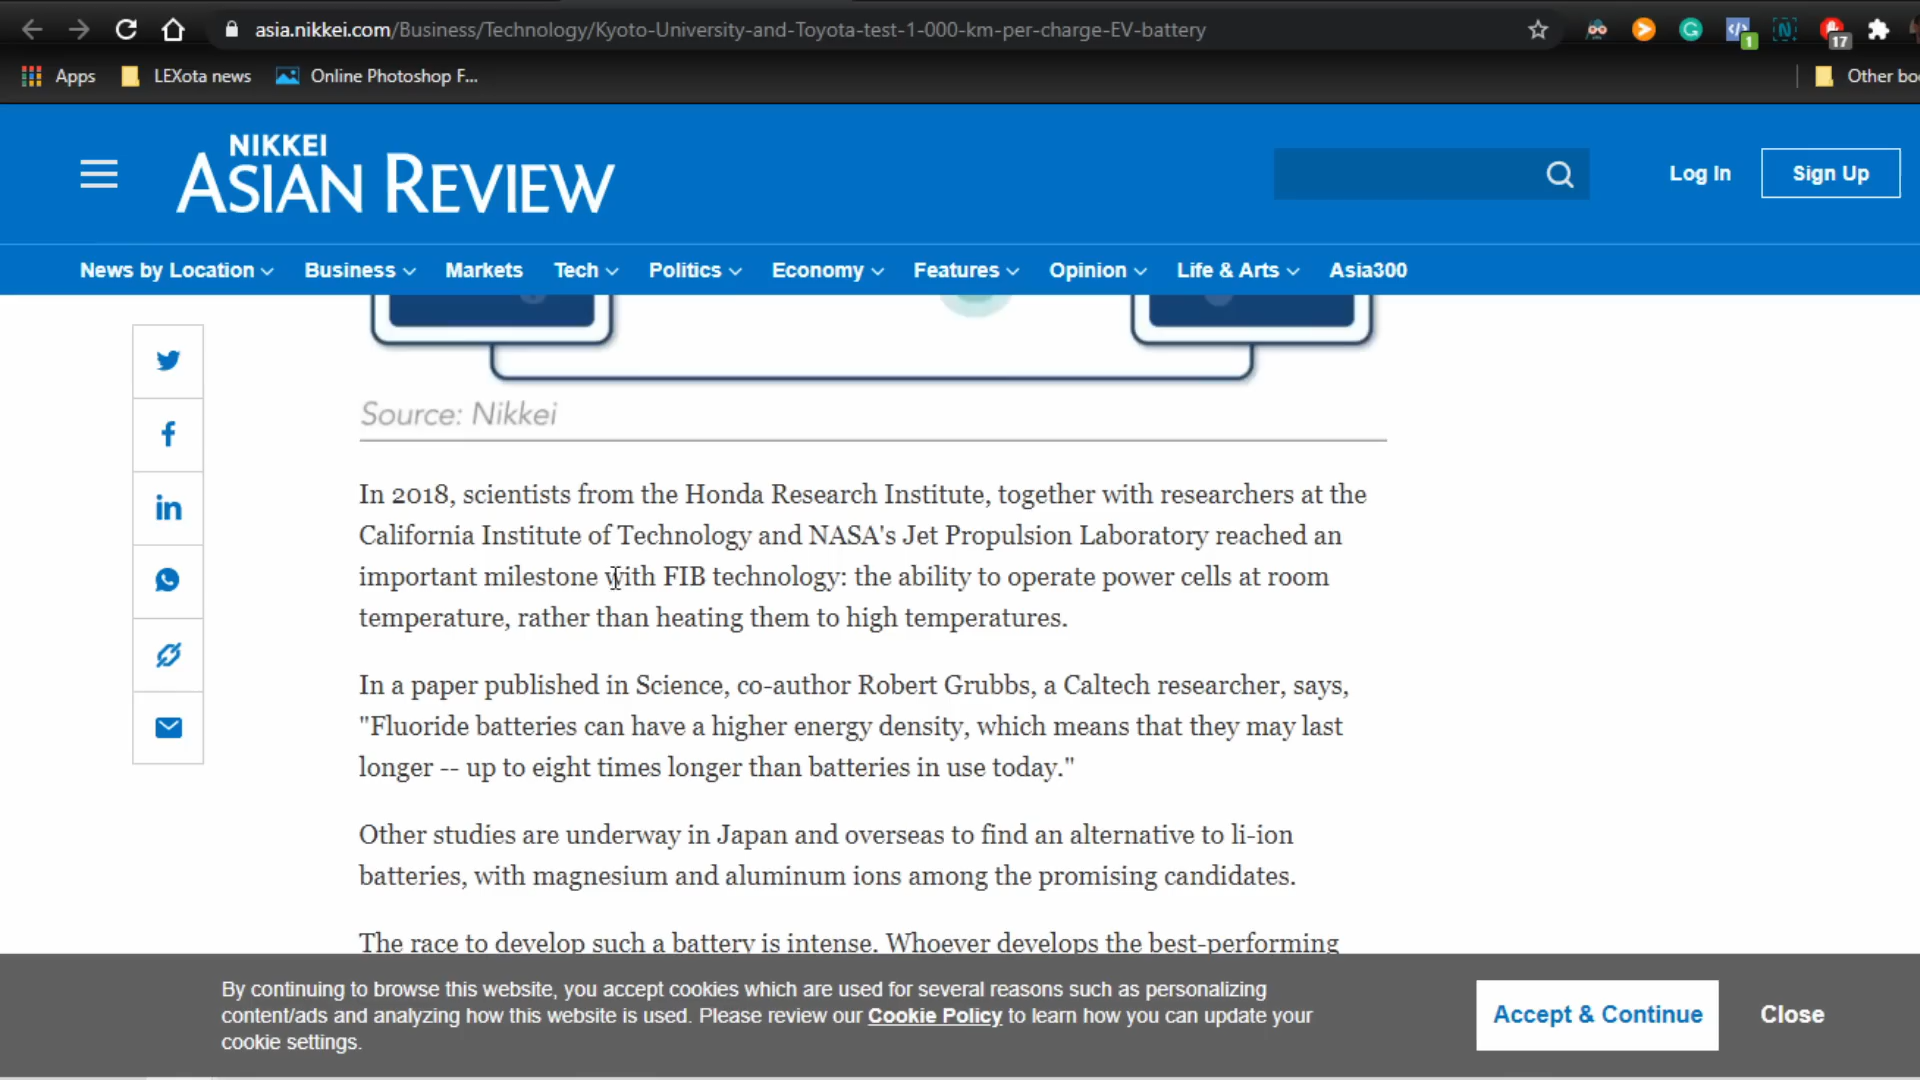 asia.nikkei.com/Business/Technology/Kyoto-University-and-Toyota-test-1-000-km-per-charge-EV-battery
1
17
Apps
LEXota news
Online Photoshop F...
Other boo
NIKKEI
ASIAN REVIEW
Log In
Sign Up
News by Location
Business
Markets
Tech
Politics
Economy
Features
Opinion
Life & Arts
Asia300
Source: Nikkei
In 2018, scientists from the Honda Research Institute, together with researchers at the
California Institute of Technology and NASA's Jet Propulsion Laboratory reached an
important milestone with FIB technology: the ability to operate power cells at room
temperature, rather than heating them to high temperatures.
In a paper published in Science, co-author Robert Grubbs, a Caltech researcher, says,
"Fluoride batteries can have a higher energy density, which means that they may last
longer -- up to eight times longer than batteries in use today."
Other studies are underway in Japan and overseas to find an alternative to li-ion
batteries, with magnesium and aluminum ions among the promising candidates.
The race to develop such a battery is intense. Whoever develops the best-performing
By continuing to browse this website, you accept cookies which are used for several reasons such as personalizing
content/ads and analyzing how this website is used. Please review our Cookie Policy to learn how you can update your
cookie settings.
Accept & Continue
Close